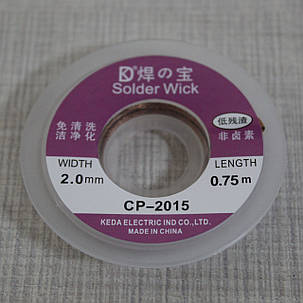 焊の宝
Solder Wick
免清洗
洁净化
低残渣
非卤素
WIDTH
2.0mm
LENGTH
0.75m
CP-2015
KEDA ELECTRIC IND CO.,LTD.
MADE IN CHINA